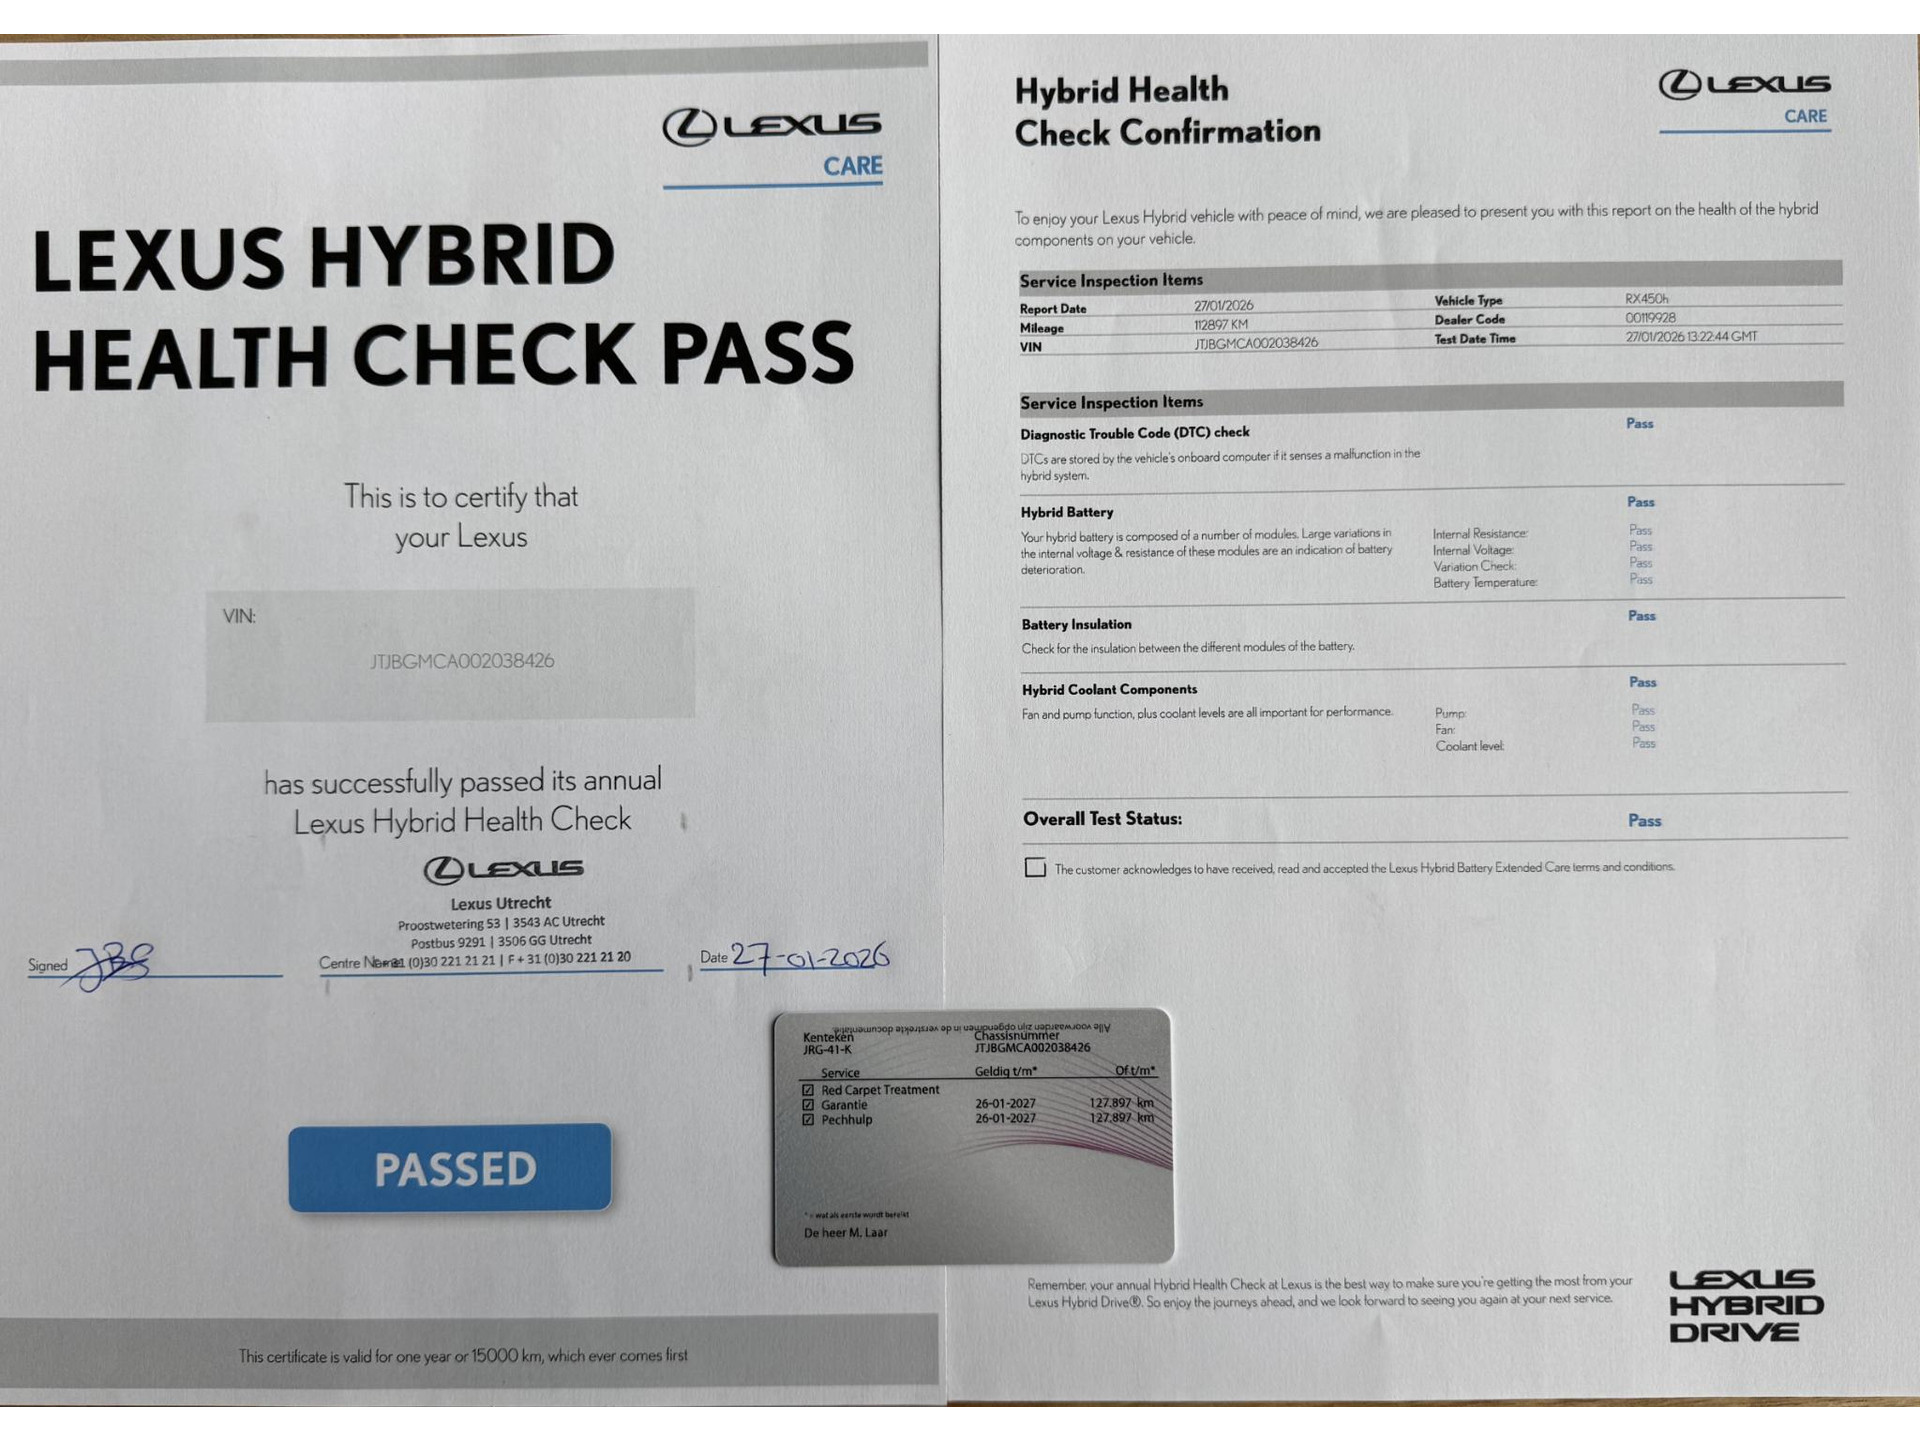 LEXUS
CARE
LEXUS HYBRID
HEALTH CHECK PASS
This is to certify that
your Lexus
VIN:
JTJBGMCA002038426
has successfully passed its annual
Lexus Hybrid Health Check
LEXUS
Lexus Utrecht
Proostwetering 53 | 3543 AC Utrecht
Postbus 9291 | 3506 GG Utrecht
Signed
Centre Name: 31 (0)30 221 21 21 | F + 31 (0)30 221 21 20
Date 27-01-2026
PASSED
This certificate is valid for one year or 15000 km, which ever comes first
Hybrid Health
Check Confirmation
LEXUS
CARE
To enjoy your Lexus Hybrid vehicle with peace of mind, we are pleased to present you with this report on the health of the hybrid
components on your vehicle.
Service Inspection Items
Report Date 27/01/2026 Vehicle Type RX450h
Mileage 112897 KM Dealer Code 00119928
VIN JTJBGMCA002038426 Test Date Time 27/01/2026 13:22:44 GMT
Service Inspection Items
Diagnostic Trouble Code (DTC) check Pass
DTCs are stored by the vehicle's onboard computer if it senses a malfunction in the
hybrid system.
Hybrid Battery Pass
Your hybrid battery is composed of a number of modules. Large variations in
the internal voltage & resistance of these modules are an indication of battery
deterioration.
Internal Resistance: Pass
Internal Voltage: Pass
Variation Check: Pass
Battery Temperature: Pass
Battery Insulation Pass
Check for the insulation between the different modules of the battery.
Hybrid Coolant Components Pass
Fan and pump function, plus coolant levels are all important for performance.
Pump: Pass
Fan: Pass
Coolant level: Pass
Overall Test Status: Pass
The customer acknowledges to have received, read and accepted the Lexus Hybrid Battery Extended Care terms and conditions.
Alle voorwaarden zijn opgenomen in de verstrekte documentatie.
Kenteken Chassisnummer
JRG-41-K JTJBGMCA002038426
Service Geldig t/m* Of t/m*
Red Carpet Treatment
Garantie 26-01-2027 127.897 km
Pechhulp 26-01-2027 127.897 km
* = wat als eerste wordt bereikt
De heer M. Laar
Remember, your annual Hybrid Health Check at Lexus is the best way to make sure you're getting the most from your
Lexus Hybrid Drive®. So enjoy the journeys ahead, and we look forward to seeing you again at your next service.
LEXUS
HYBRID
DRIVE